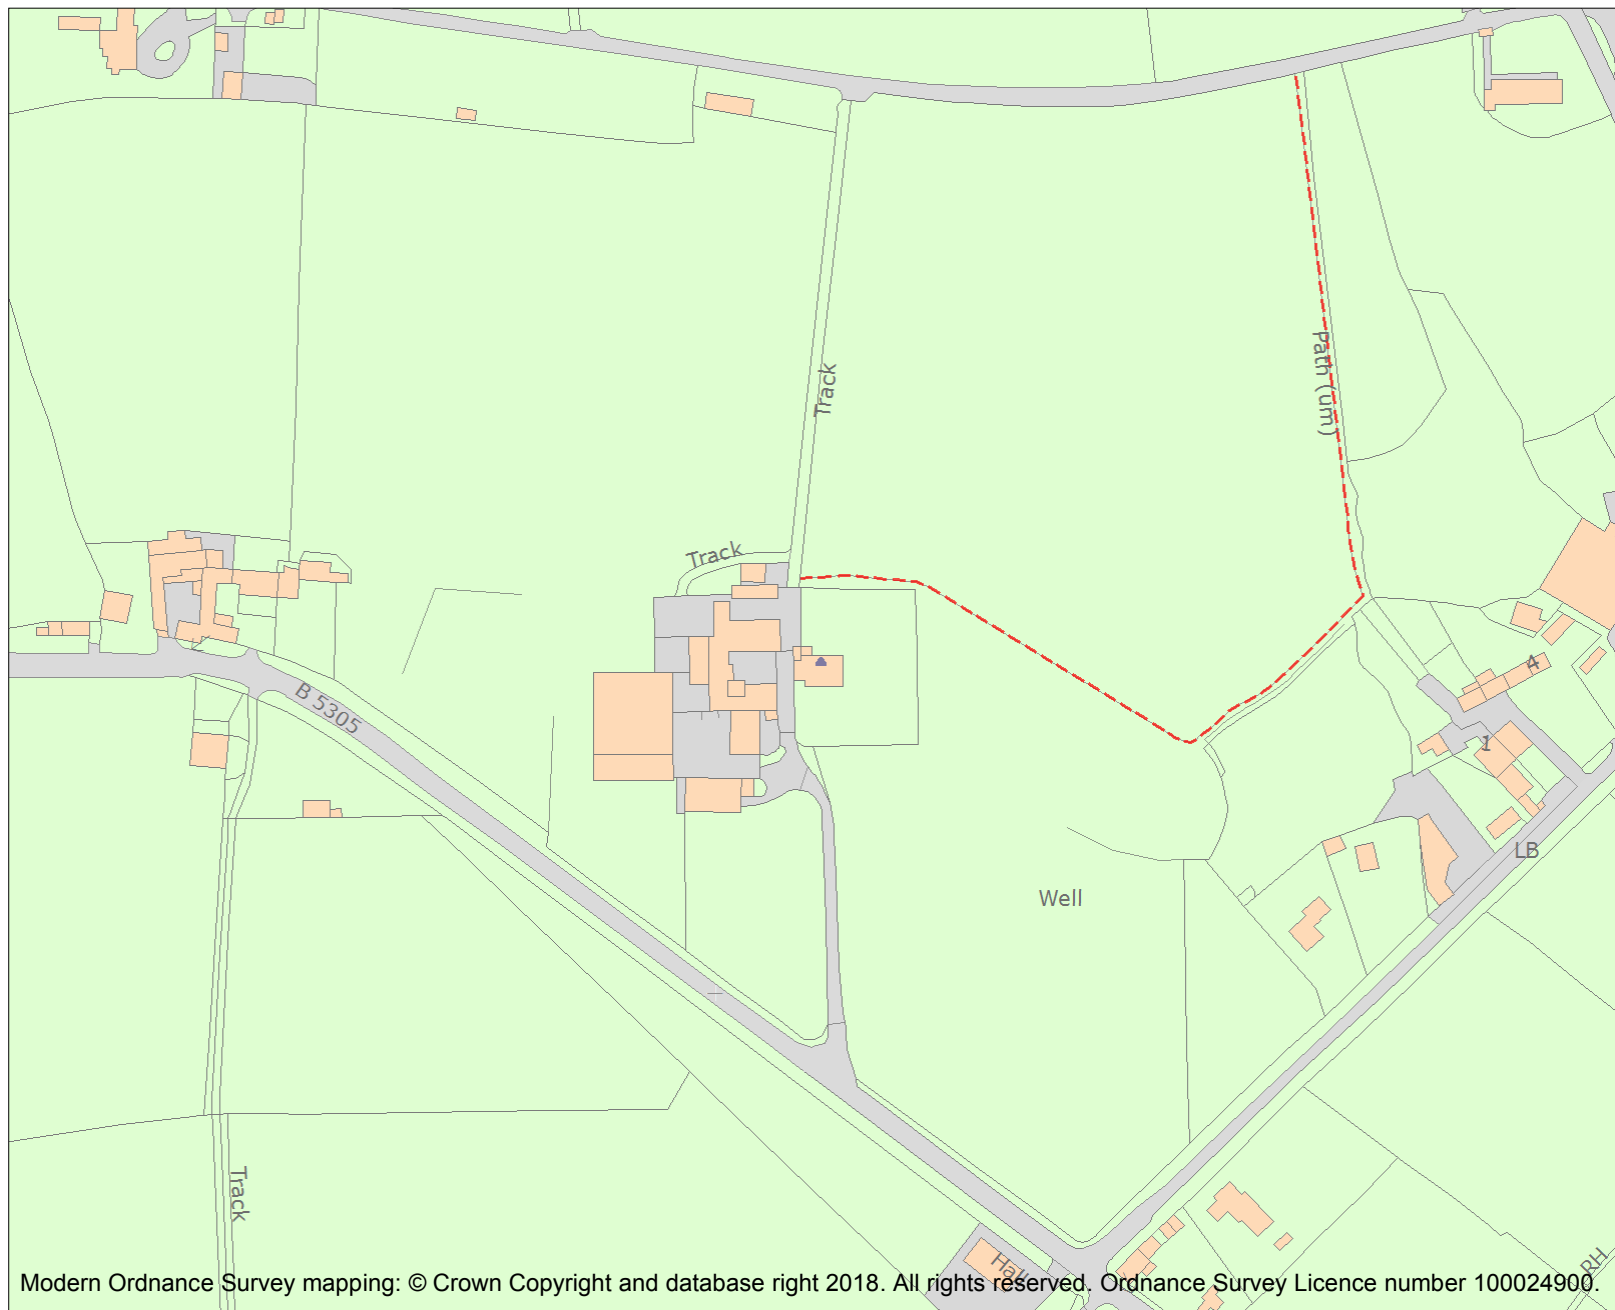 Track
Path (um)
Track
B 5305
4
1
LB
Well
Track
Hall
RH
Modern Ordnance Survey mapping: © Crown Copyright and database right 2018. All rights reserved. Ordnance Survey Licence number 100024900.